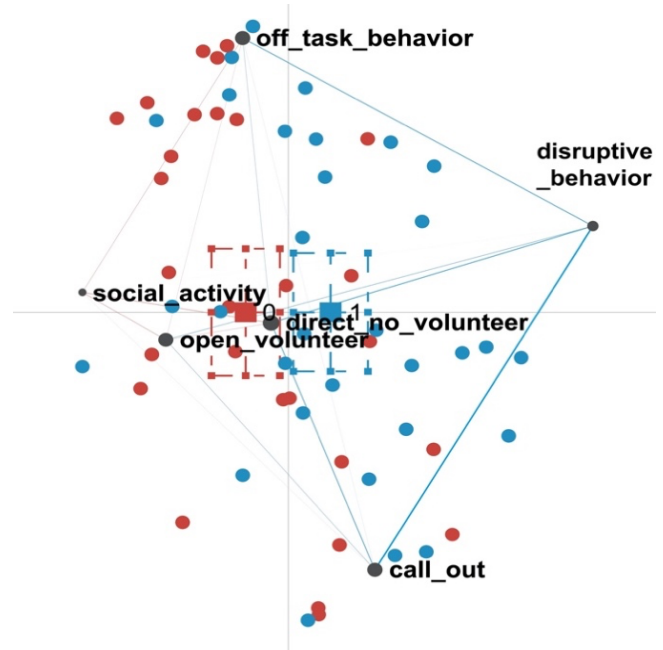 off_task_behavior
disruptive
_behavior
social_activity
0
1
direct_no_volunteer
open_volunteer
call_out